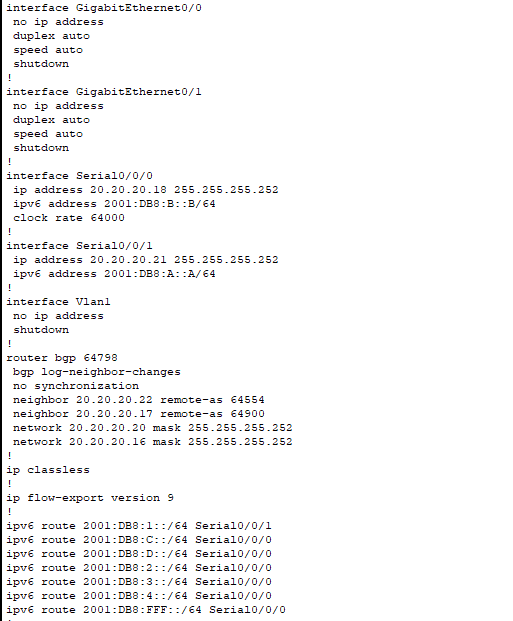 interface GigabitEthernet0/0
 no ip address
 duplex auto
 speed auto
 shutdown
!
interface GigabitEthernet0/1
 no ip address
 duplex auto
 speed auto
 shutdown
!
interface Serial0/0/0
 ip address 20.20.20.18 255.255.255.252
 ipv6 address 2001:DB8:B::B/64
 clock rate 64000
!
interface Serial0/0/1
 ip address 20.20.20.21 255.255.255.252
 ipv6 address 2001:DB8:A::A/64
!
interface Vlan1
 no ip address
 shutdown
!
router bgp 64798
 bgp log-neighbor-changes
 no synchronization
 neighbor 20.20.20.22 remote-as 64554
 neighbor 20.20.20.17 remote-as 64900
 network 20.20.20.20 mask 255.255.255.252
 network 20.20.20.16 mask 255.255.255.252
!
ip classless
!
ip flow-export version 9
!
ipv6 route 2001:DB8:1::/64 Serial0/0/1
ipv6 route 2001:DB8:C::/64 Serial0/0/0
ipv6 route 2001:DB8:D::/64 Serial0/0/0
ipv6 route 2001:DB8:2::/64 Serial0/0/0
ipv6 route 2001:DB8:3::/64 Serial0/0/0
ipv6 route 2001:DB8:4::/64 Serial0/0/0
ipv6 route 2001:DB8:FFF::/64 Serial0/0/0